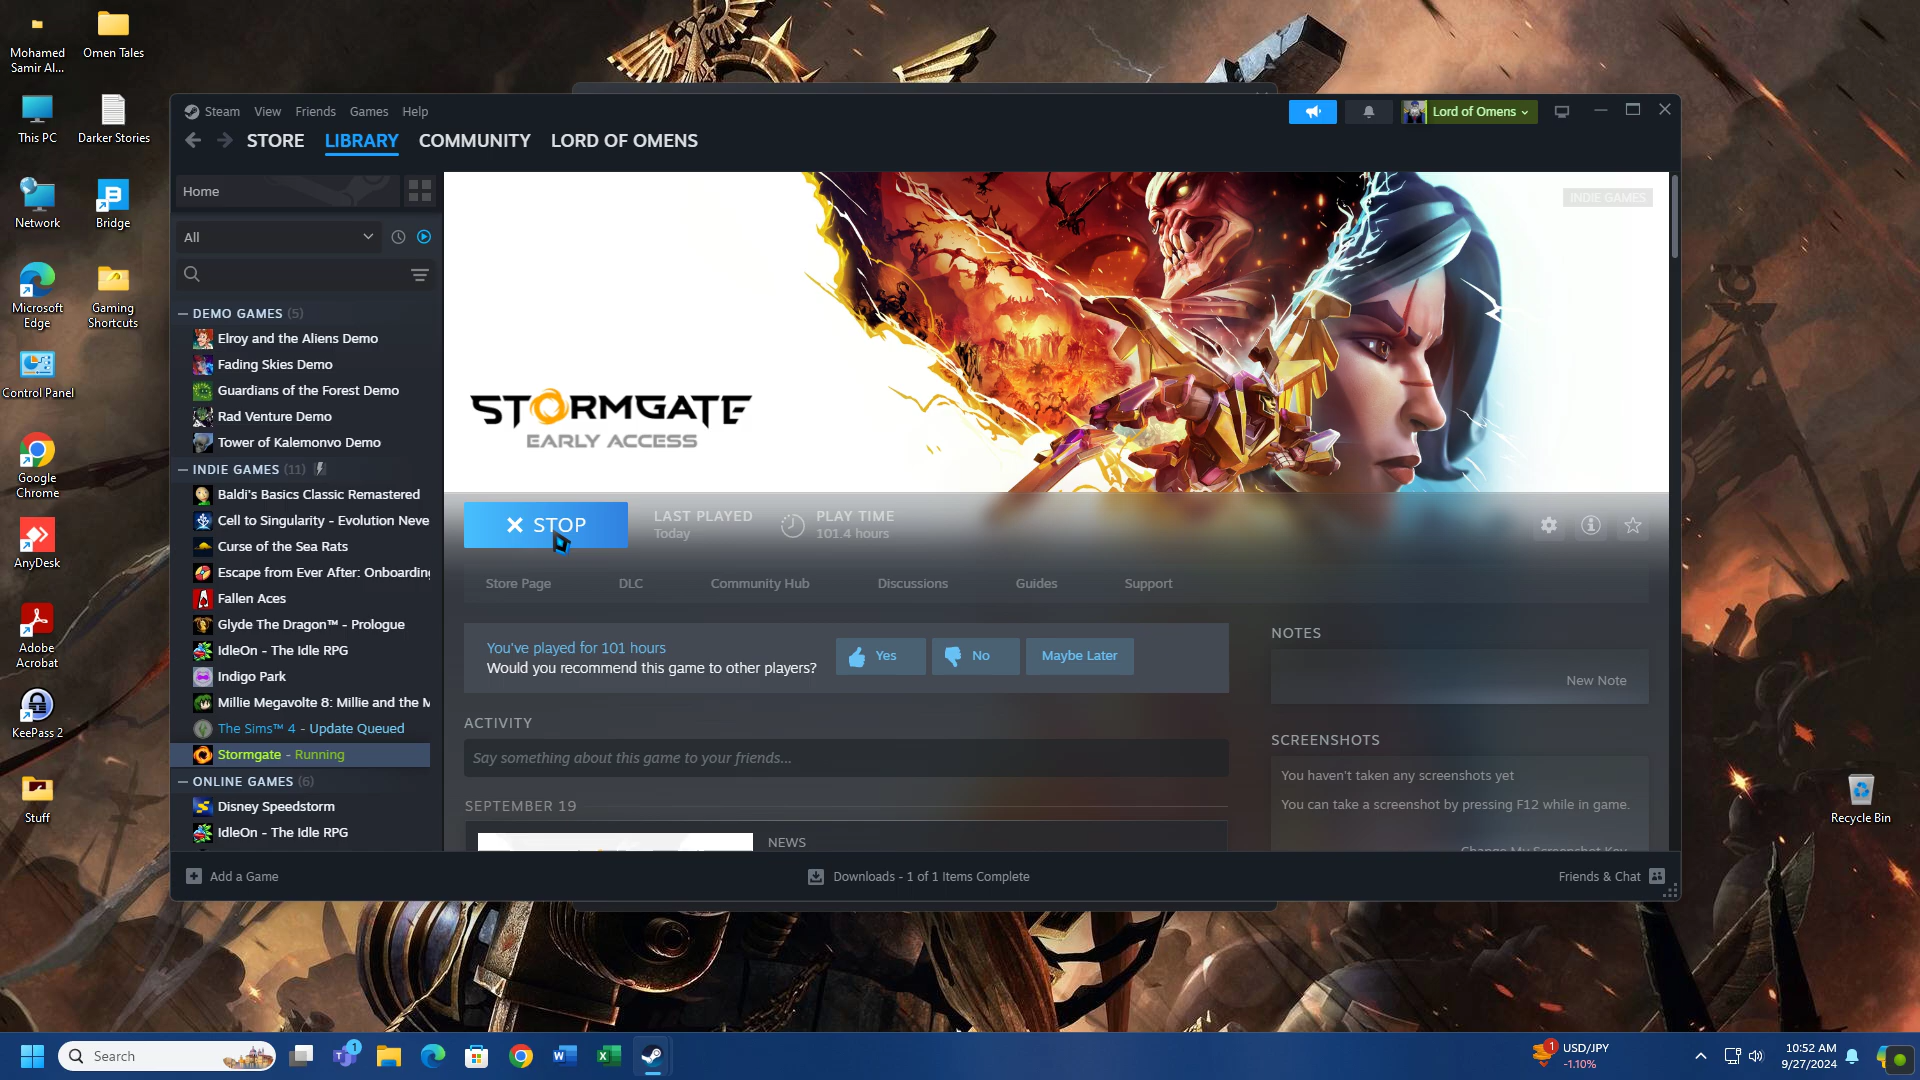 Mohamed
Samir Al...
Omen Tales
This PC
Darker Stories
Network
Bridge
Microsoft
Edge
Gaming
Shortcuts
Control Panel
Google
Chrome
AnyDesk
Adobe
Acrobat
KeePass 2
Stuff
Recycle Bin
Steam View Friends Games Help
Lord of Omens
STORE LIBRARY COMMUNITY LORD OF OMENS
Home
All
DEMO GAMES (5)
Elroy and the Aliens Demo
Fading Skies Demo
Guardians of the Forest Demo
Rad Venture Demo
Tower of Kalemonvo Demo
INDIE GAMES (11)
Baldi's Basics Classic Remastered
Cell to Singularity - Evolution Neve
Curse of the Sea Rats
Escape from Ever After: Onboarding
Fallen Aces
Glyde The Dragon™ - Prologue
IdleOn - The Idle RPG
Indigo Park
Millie Megavolte 8: Millie and the M
The Sims™ 4 - Update Queued
Stormgate - Running
ONLINE GAMES (6)
Disney Speedstorm
IdleOn - The Idle RPG
INDIE GAMES
STORMGATE
EARLY ACCESS
STOP
LAST PLAYED
Today
PLAY TIME
101.4 hours
Store Page DLC Community Hub Discussions Guides Support
You've played for 101 hours
Would you recommend this game to other players?
Yes
No
Maybe Later
ACTIVITY
Say something about this game to your friends...
SEPTEMBER 19
NEWS
NOTES
New Note
SCREENSHOTS
You haven't taken any screenshots yet
You can take a screenshot by pressing F12 while in game.
Change My Screenshot Key
Add a Game
Downloads - 1 of 1 Items Complete
Friends & Chat
Search
1
1
USD/JPY
-1.10%
10:52 AM
9/27/2024